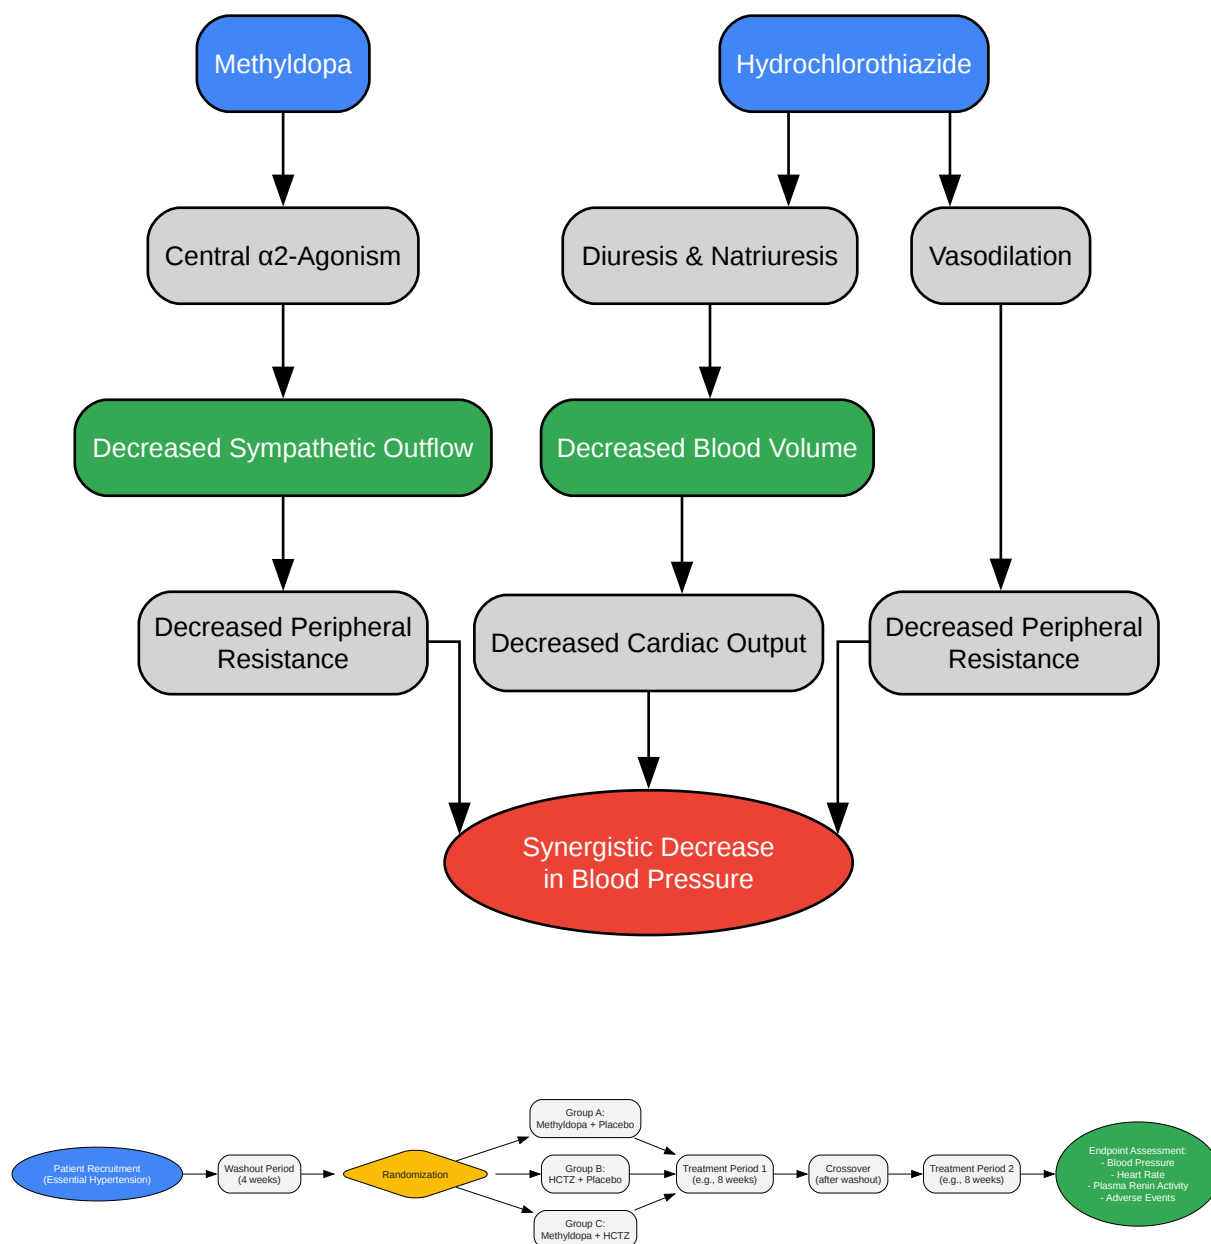 Methyldopa
Hydrochlorothiazide
Central α2-Agonism
Diuresis & Natriuresis
Vasodilation
Decreased Sympathetic Outflow
Decreased Blood Volume
Decreased Peripheral
Resistance
Decreased Cardiac Output
Decreased Peripheral
Resistance
Synergistic Decrease
in Blood Pressure
Patient Recruitment
(Essential Hypertension)
Washout Period
(4 weeks)
Randomization
Group A:
Methyldopa + Placebo
Group B:
HCTZ + Placebo
Group C:
Methyldopa + HCTZ
Treatment Period 1
(e.g., 8 weeks)
Crossover
(after washout)
Treatment Period 2
(e.g., 8 weeks)
Endpoint Assessment:
- Blood Pressure
- Heart Rate
- Plasma Renin Activity
- Adverse Events